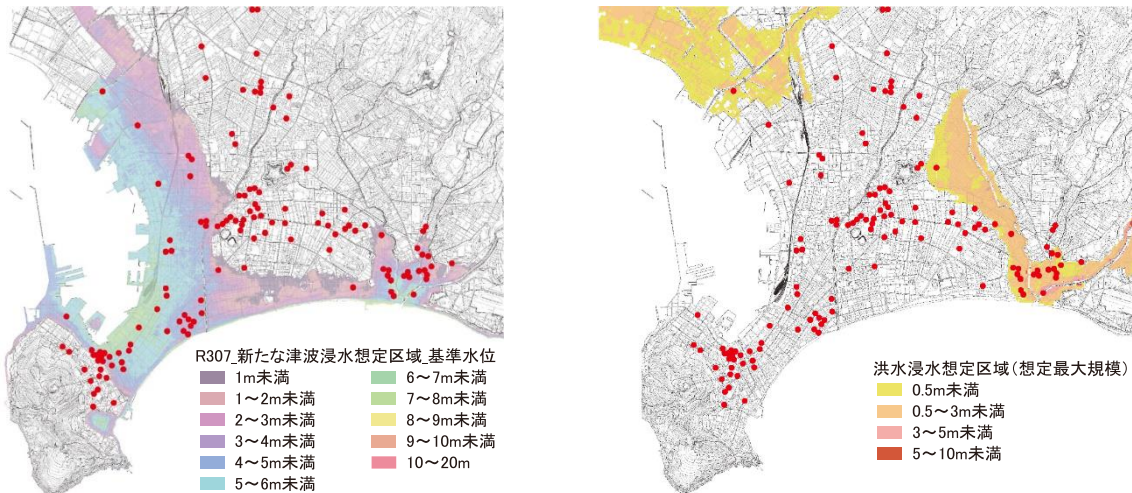 R307_新たな津波浸水想定区域_基準水位
1m未満
1～2m未満
2～3m未満
3～4m未満
4～5m未満
5～6m未満
6～7m未満
7～8m未満
8～9m未満
9～10m未満
10～20m
洪水浸水想定区域(想定最大規模)
0.5m未満
0.5～3m未満
3～5m未満
5～10m未満